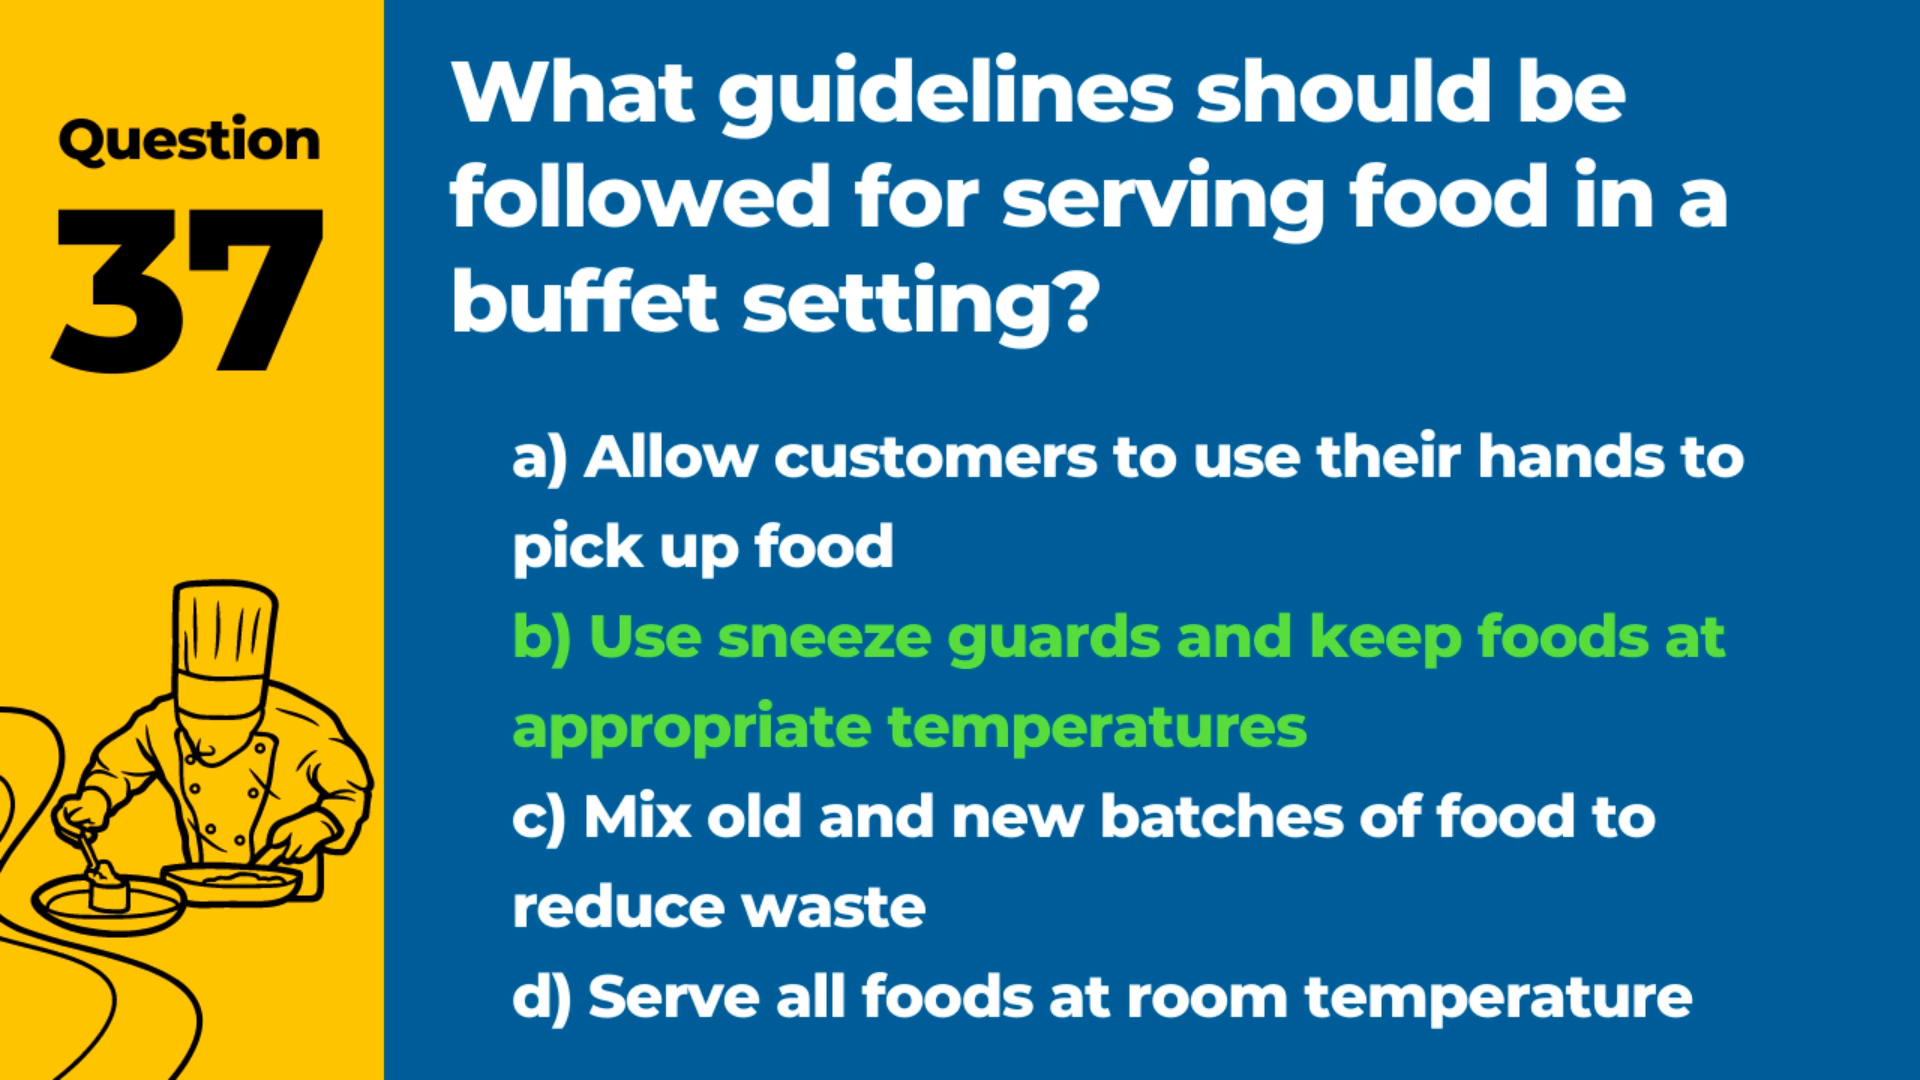 Question
37
What guidelines should be
followed for serving food in a
buffet setting?
a) Allow customers to use their hands to
pick up food
b) Use sneeze guards and keep foods at
appropriate temperatures
c) Mix old and new batches of food to
reduce waste
d) Serve all foods at room temperature